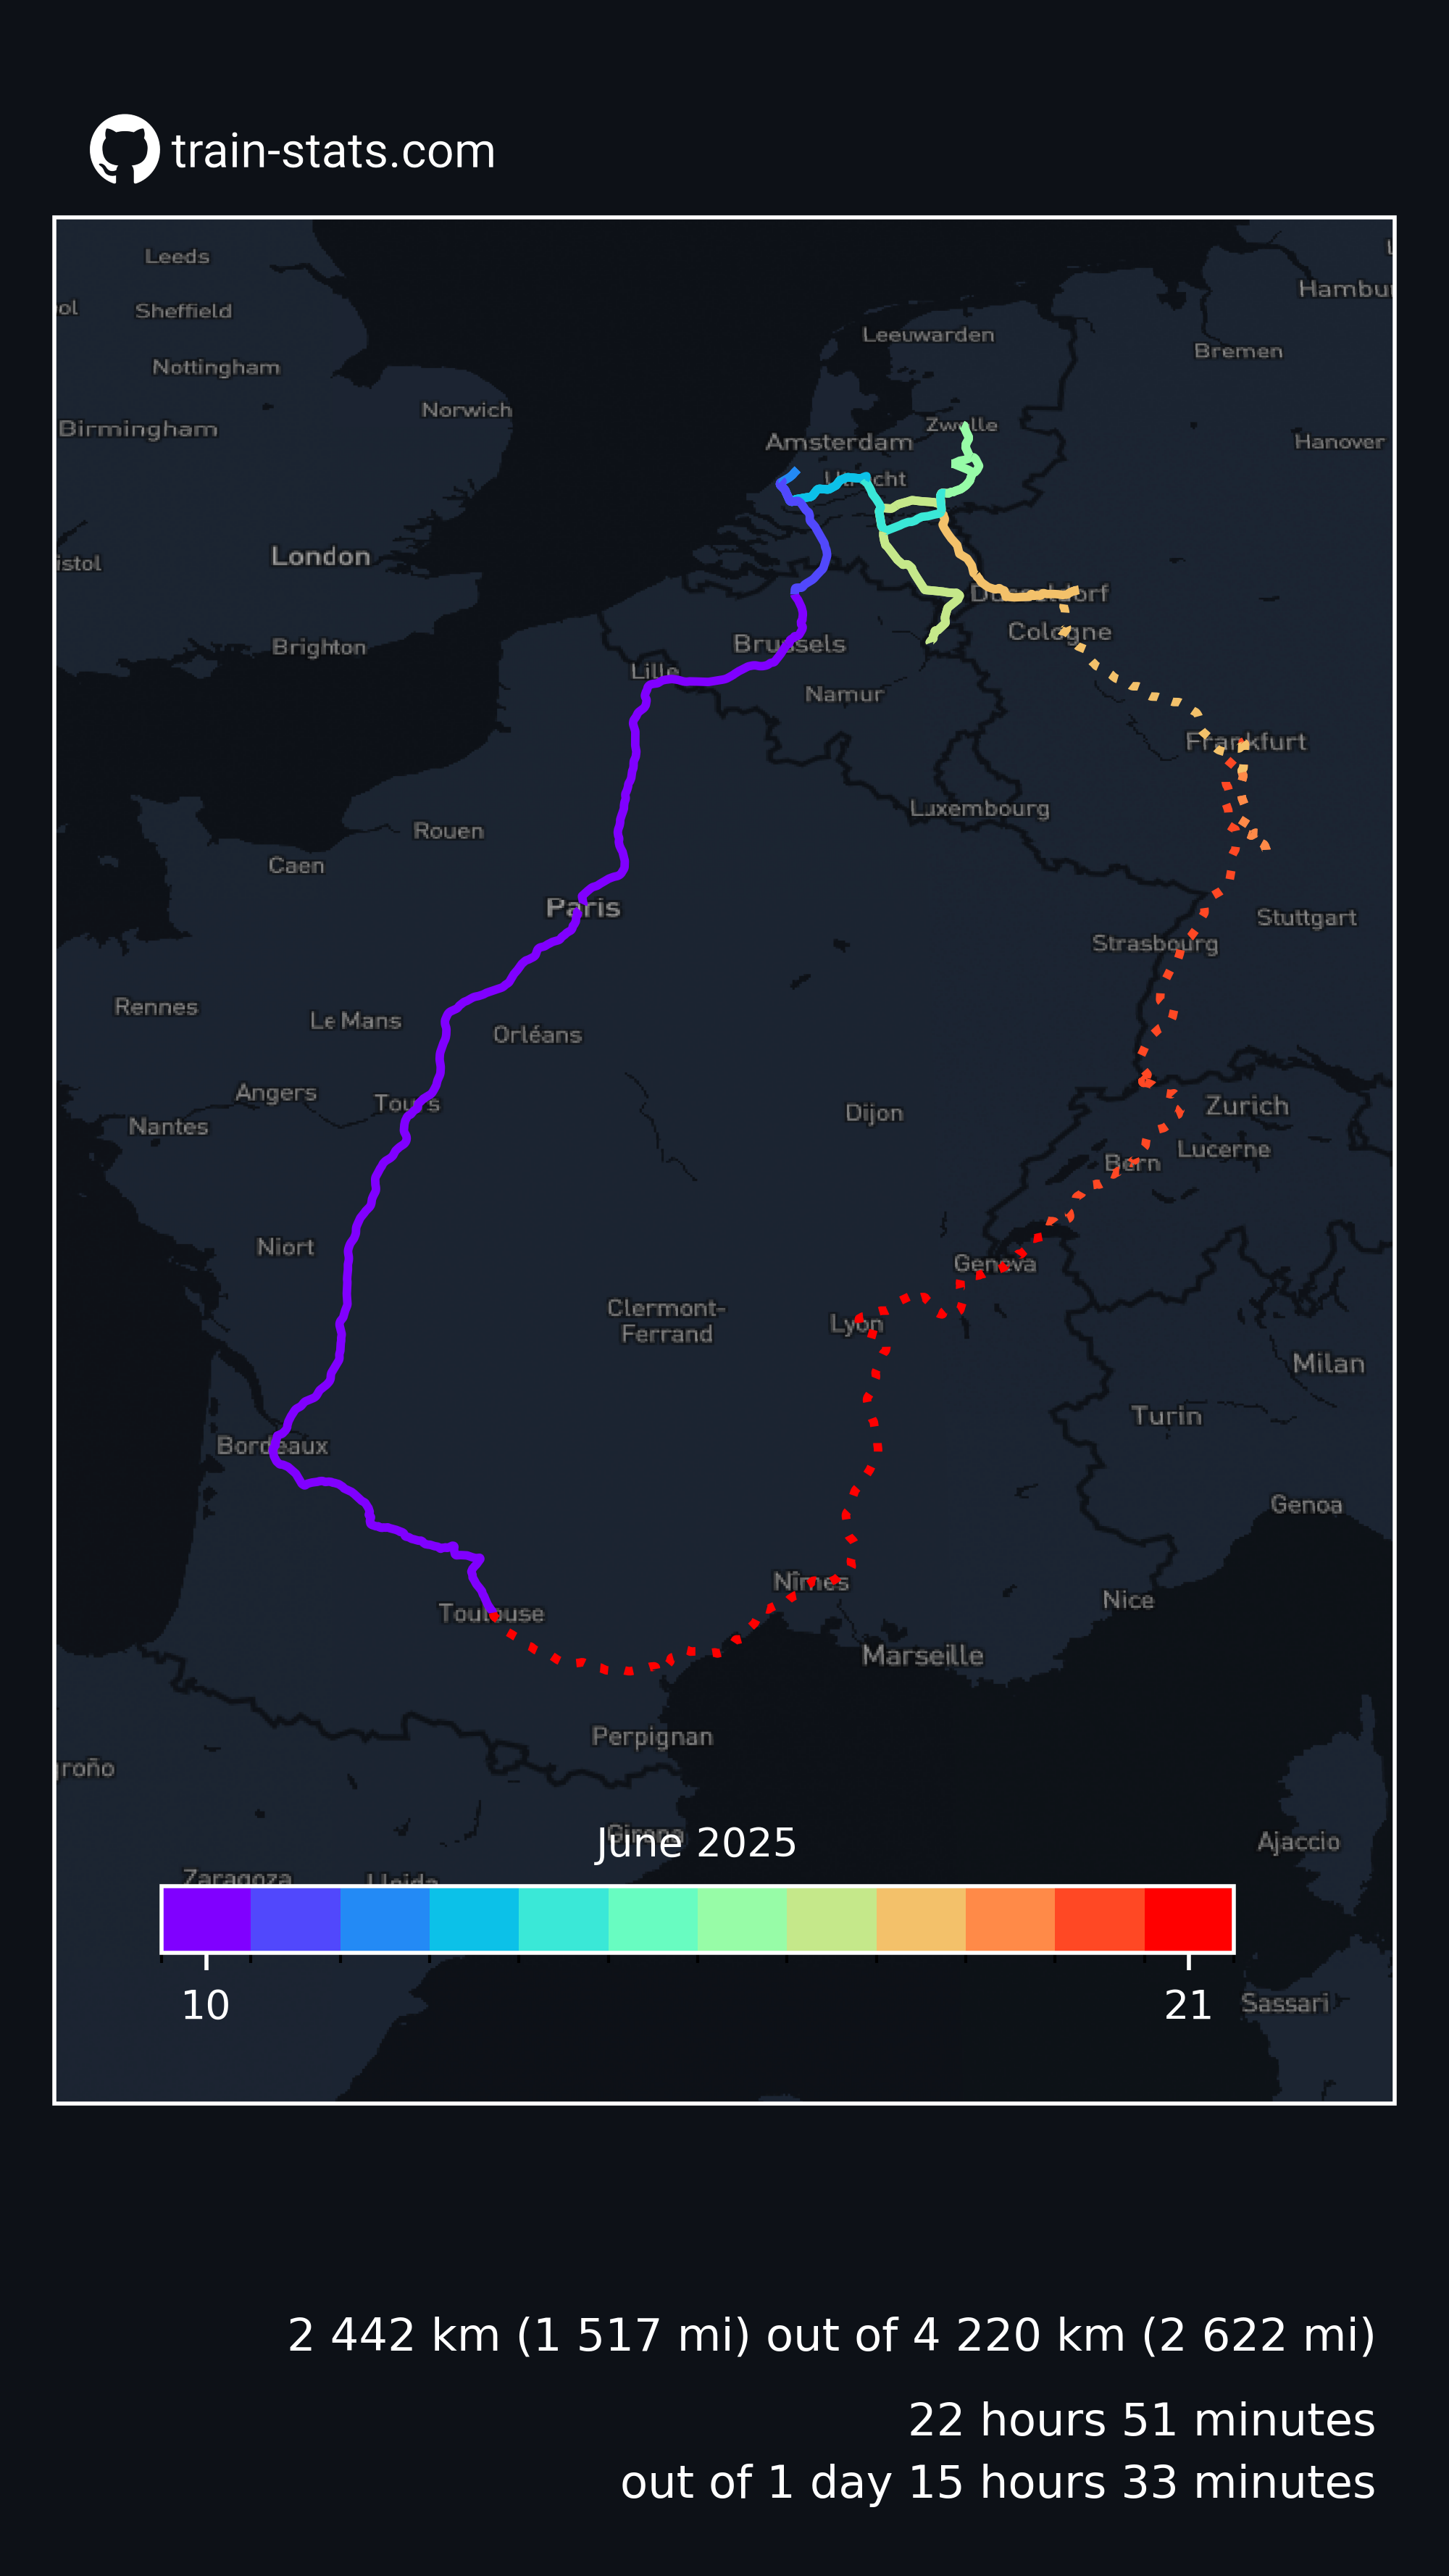 train-stats.com
Leeds
Hambu
ol
Sheffield
Leeuwarden
Bremen
Nottingham
Norwich
Zwolle
Birmingham
Amsterdam
Hanover
Utrecht
London
istol
Düsseldorf
Cologne
Brighton
Brussels
Lille
Namur
Frankfurt
Luxembourg
Rouen
Caen
Paris
Stuttgart
Strasbourg
Rennes
Le Mans
Orléans
Angers
Tours
Dijon
Zurich
Nantes
Lucerne
Bern
Niort
Geneva
Clermont-
Ferrand
Lyon
Milan
Turin
Bordeaux
Genoa
Nîmes
Nice
Toulouse
Marseille
Perpignan
groño
Girona
June 2025
Ajaccio
Zaragoza
Lleida
10
21
Sassari
2 442 km (1 517 mi) out of 4 220 km (2 622 mi)
22 hours 51 minutes
out of 1 day 15 hours 33 minutes